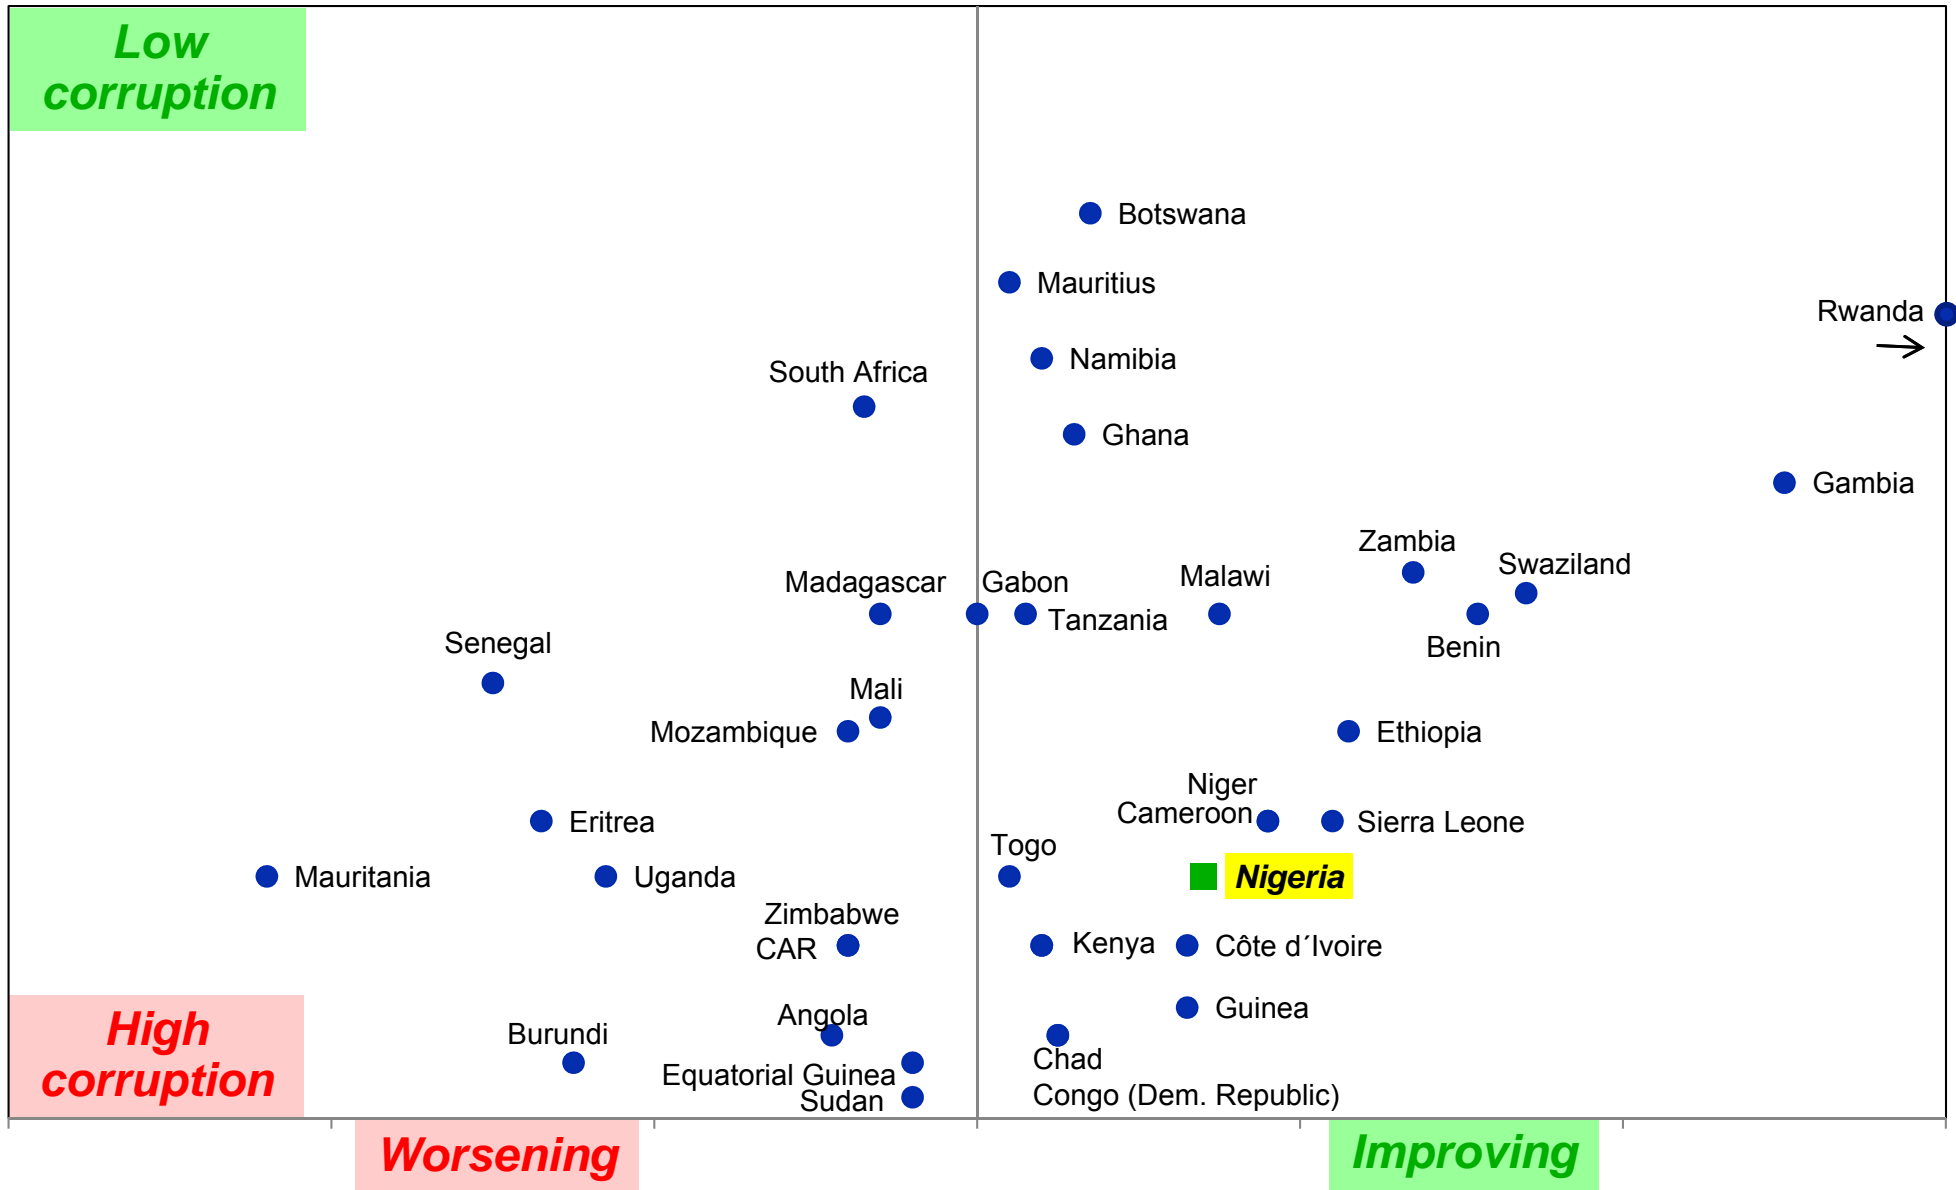 Low
corruption
Botswana
Mauritius
Rwanda
Namibia
South Africa
Ghana
Gambia
Zambia
Swaziland
Madagascar
Gabon
Malawi
Tanzania
Benin
Senegal
Mali
Mozambique
Ethiopia
Niger
Cameroon
Eritrea
Sierra Leone
Togo
Mauritania
Uganda
Nigeria
Zimbabwe
CAR
Kenya
Côte d´Ivoire
Guinea
Angola
High
corruption
Burundi
Equatorial Guinea
Sudan
Chad
Congo (Dem. Republic)
Worsening
Improving